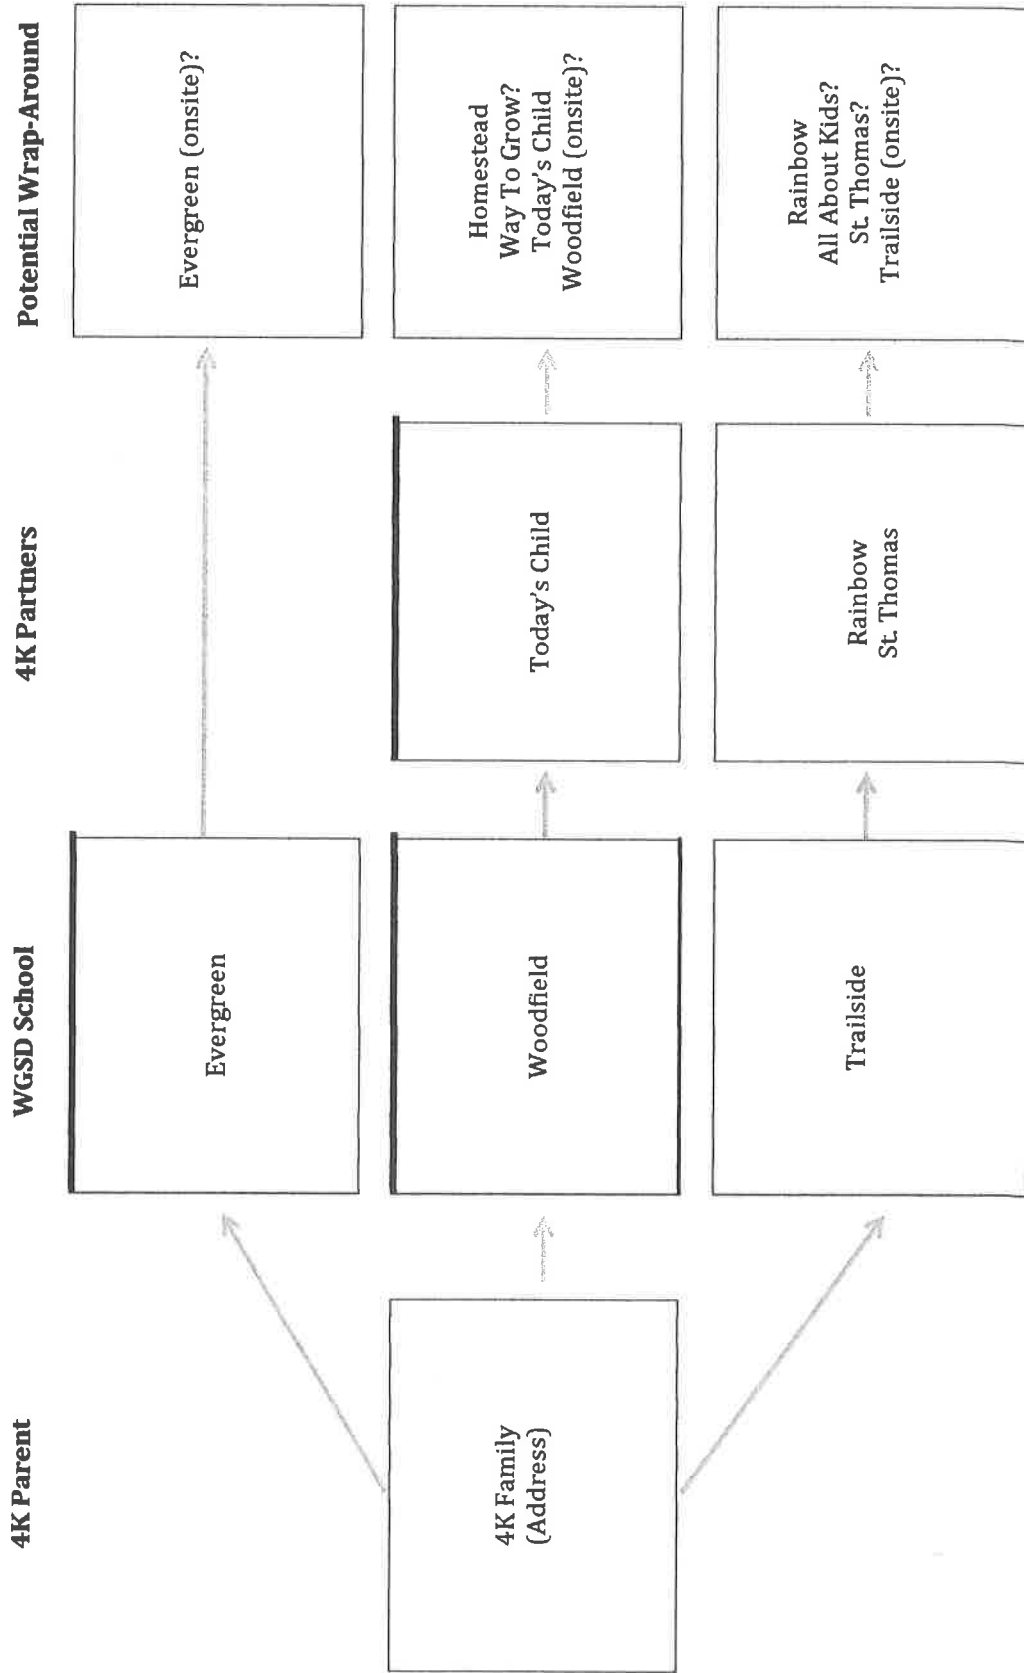 4K Parent
WGSD School
4K Partners
Potential Wrap-Around
4K Family
(Address)
Evergreen
Evergreen (onsite)?
Woodfield
Today's Child
Homestead
Way To Grow?
Today's Child
Woodfield (onsite)?
Trailside
Rainbow
St. Thomas
Rainbow
All About Kids?
St. Thomas?
Trailside (onsite)?